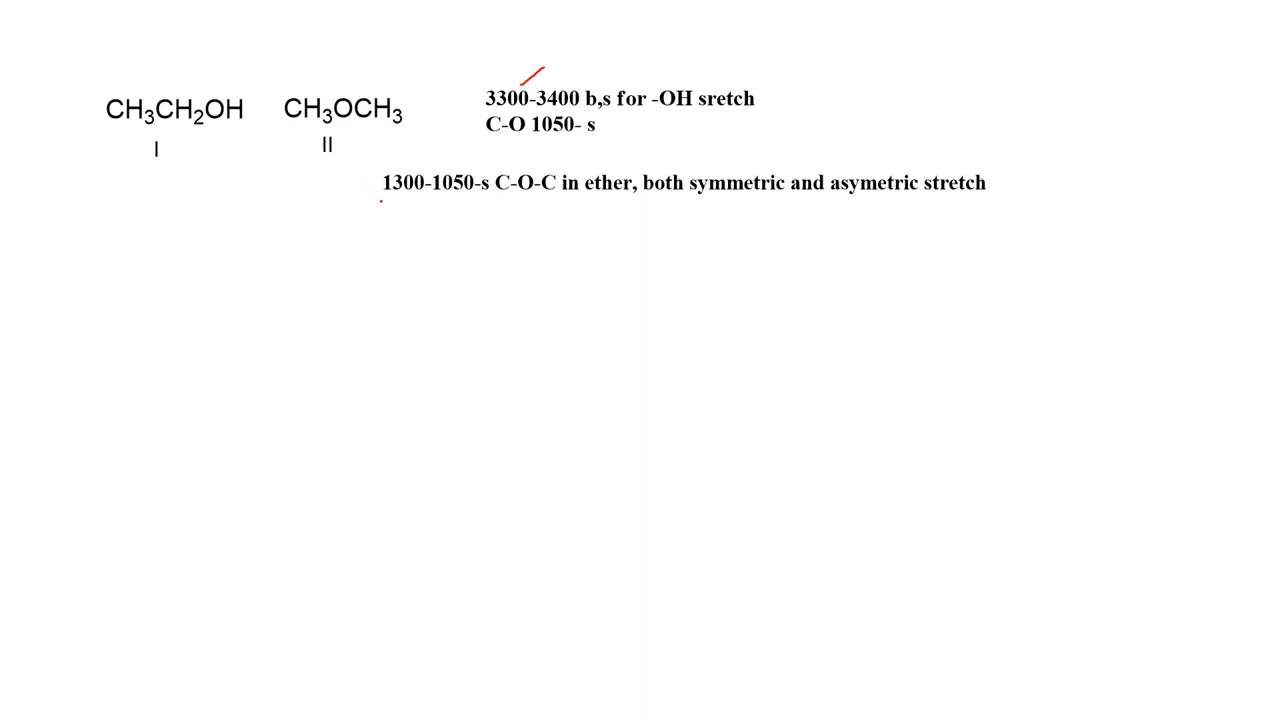 CH3CH2OH CH3OCH3
I II
3300-3400 b,s for -OH sretch
C-O 1050- s
1300-1050-s C-O-C in ether, both symmetric and asymetric stretch